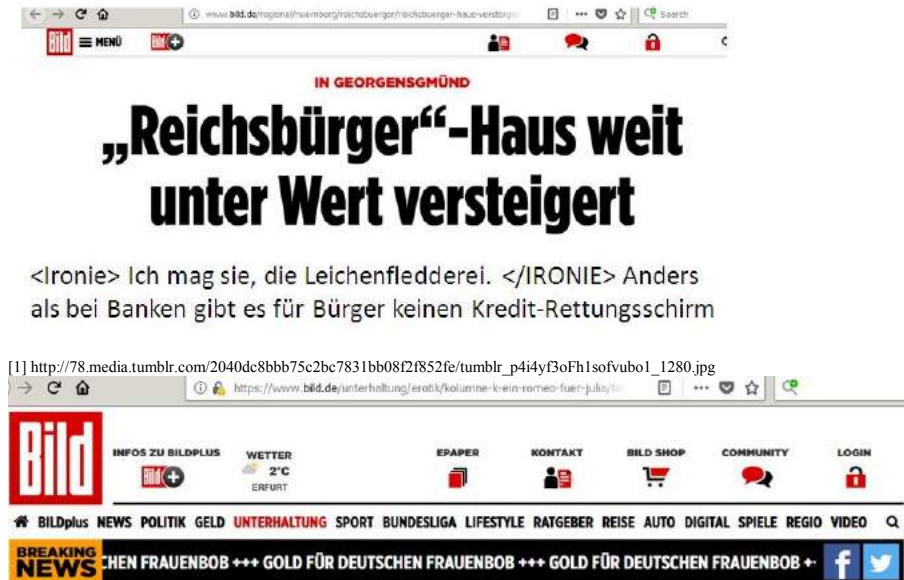 www.bild.de/regional/nuernberg/reichsbuerger/reichsbuerger-haus-versteiger
Search
Bild MENÜ Bild +
IN GEORGENSGMÜND
„Reichsbürger“-Haus weit
unter Wert versteigert
<Ironie> Ich mag sie, die Leichenfledderei. </IRONIE> Anders
als bei Banken gibt es für Bürger keinen Kredit-Rettungsschirm
[1] http://78.media.tumblr.com/2040dc8bbb75c2bc7831bb08f2f852fe/tumblr_p4i4yf3oFh1sofvubo1_1280.jpg
https://www.bild.de/unterhaltung/erotik/kolumne-k-ein-romeo-fuer-julia/
Bild
INFOS ZU BILDPLUS WETTER EPAPER KONTAKT BILD SHOP COMMUNITY LOGIN
Bild + 2°C
ERFURT
BILDplus NEWS POLITIK GELD UNTERHALTUNG SPORT BUNDESLIGA LIFESTYLE RATGEBER REISE AUTO DIGITAL SPIELE REGIO VIDEO
BREAKING NEWS CHEN FRAUENBOB +++ GOLD FÜR DEUTSCHEN FRAUENBOB +++ GOLD FÜR DEUTSCHEN FRAUENBOB +